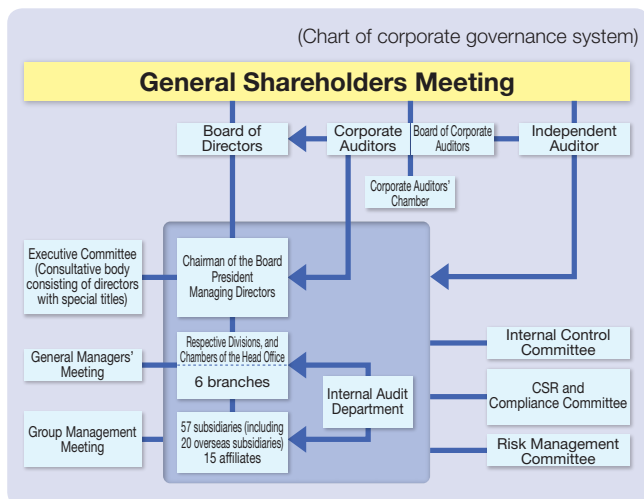 (Chart of corporate governance system)
General Shareholders Meeting
Board of
Directors
Corporate
Auditors
Board of Corporate
Auditors
Independent
Auditor
Corporate Auditors'
Chamber
Executive Committee
(Consultative body
consisting of directors
with special titles)
Chairman of the Board
President
Managing Directors
General Managers'
Meeting
Respective Divisions, and
Chambers of the Head Office
6 branches
Internal Audit
Department
Internal Control
Committee
CSR and
Compliance Committee
Group Management
Meeting
57 subsidiaries (including
20 overseas subsidiaries)
15 affiliates
Risk Management
Committee